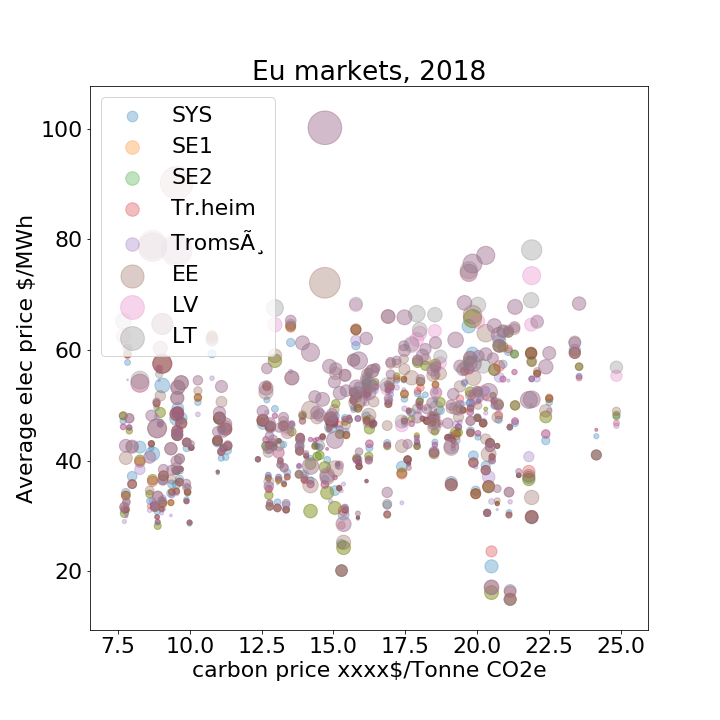 Eu markets, 2018
SYS
SE1
SE2
Tr.heim
TromsÃ¸
EE
LV
LT
Average elec price $/MWh
100
80
60
40
20
7.5 10.0 12.5 15.0 17.5 20.0 22.5 25.0
carbon price xxxx$/Tonne CO2e